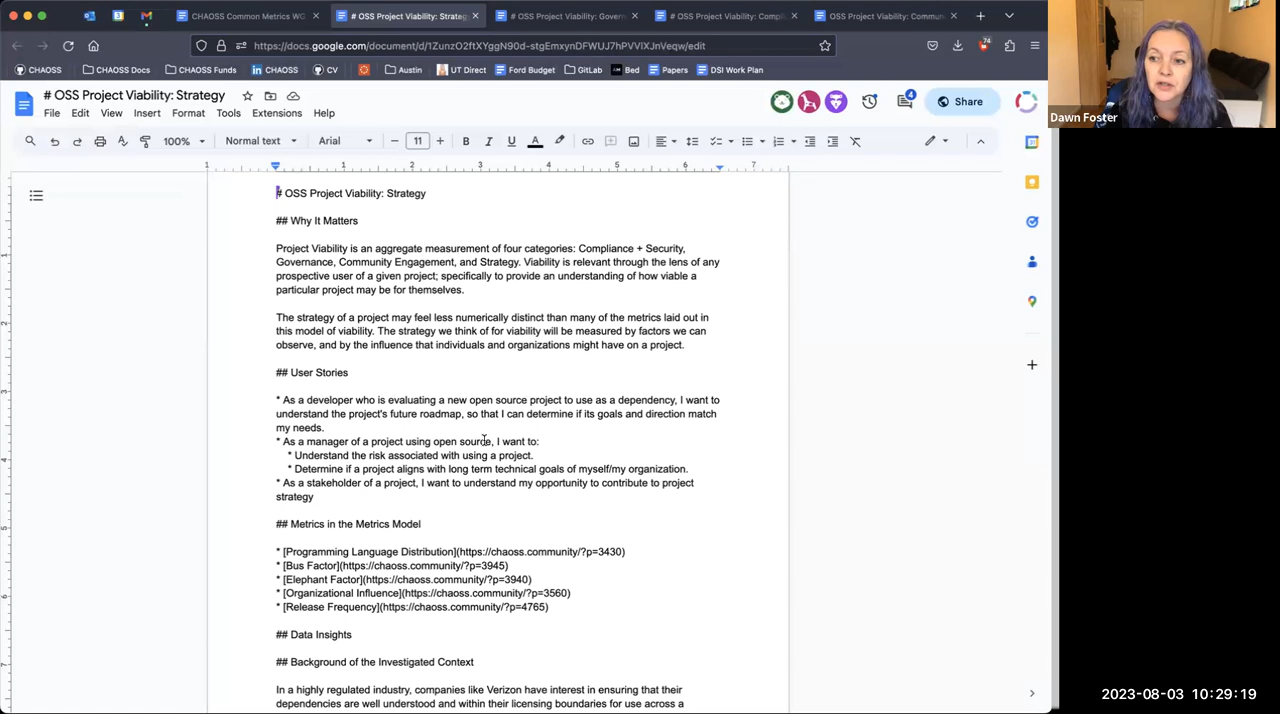 CHAOSS Common Metrics WG
# OSS Project Viability: Strateg
# OSS Project Viability: Govern
# OSS Project Viability: Compli
OSS Project Viability: Commun
https://docs.google.com/document/d/1ZunzO2ftXYggN90d-stgEmxynDFWUJ7hPVVlXJnVeqw/edit
74
CHAOSS
CHAOSS Docs
CHAOSS Funds
CHAOSS
CV
Austin
UT Direct
Ford Budget
GitLab
Bed
Papers
DSI Work Plan
# OSS Project Viability: Strategy
File Edit View Insert Format Tools Extensions Help
4
Share
Dawn Foster
100%
Normal text
Arial
11
1 1 2 3 4 5 6 7
# OSS Project Viability: Strategy
## Why It Matters
Project Viability is an aggregate measurement of four categories: Compliance + Security,
Governance, Community Engagement, and Strategy. Viability is relevant through the lens of any
prospective user of a given project; specifically to provide an understanding of how viable a
particular project may be for themselves.
The strategy of a project may feel less numerically distinct than many of the metrics laid out in
this model of viability. The strategy we think of for viability will be measured by factors we can
observe, and by the influence that individuals and organizations might have on a project.
## User Stories
* As a developer who is evaluating a new open source project to use as a dependency, I want to
understand the project's future roadmap, so that I can determine if its goals and direction match
my needs.
* As a manager of a project using open source, I want to:
* Understand the risk associated with using a project.
* Determine if a project aligns with long term technical goals of myself/my organization.
* As a stakeholder of a project, I want to understand my opportunity to contribute to project
strategy
## Metrics in the Metrics Model
* [Programming Language Distribution](https://chaoss.community/?p=3430)
* [Bus Factor](https://chaoss.community/?p=3945)
* [Elephant Factor](https://chaoss.community/?p=3940)
* [Organizational Influence](https://chaoss.community/?p=3560)
* [Release Frequency](https://chaoss.community/?p=4765)
## Data Insights
## Background of the Investigated Context
In a highly regulated industry, companies like Verizon have interest in ensuring that their
dependencies are well understood and within their licensing boundaries for use across a
2023-08-03 10:29:19